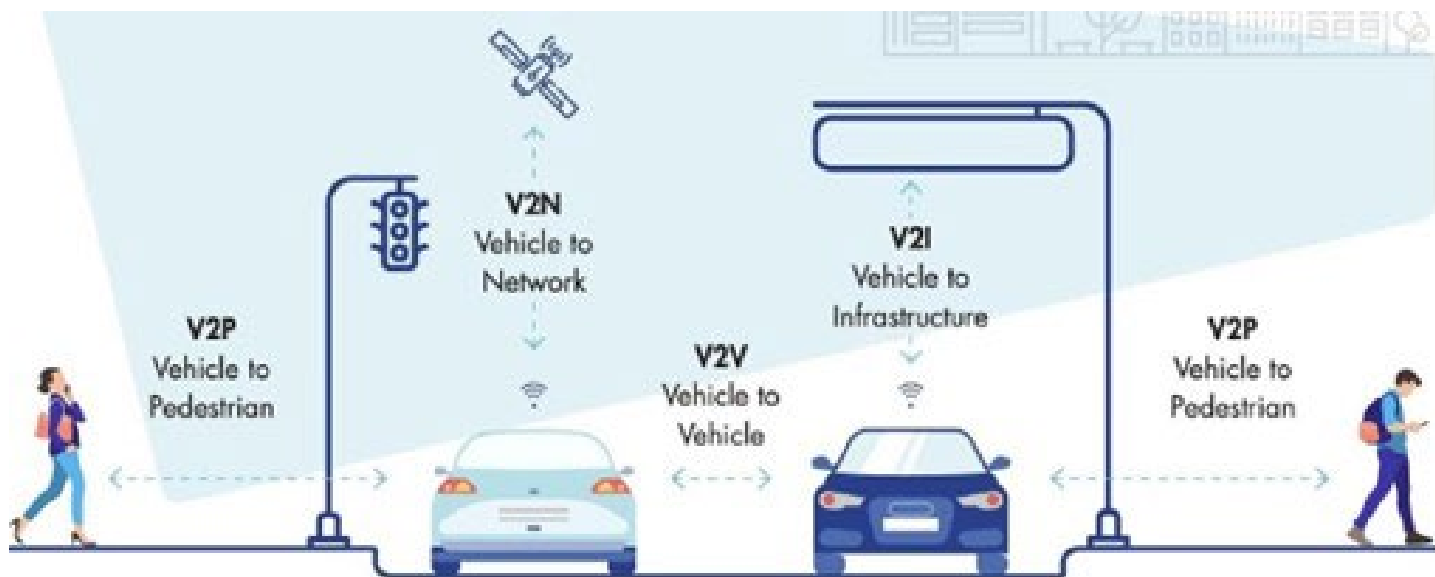 V2N
Vehicle to
Network
V2I
Vehicle to
Infrastructure
V2P
Vehicle to
Pedestrian
V2V
Vehicle to
Vehicle
V2P
Vehicle to
Pedestrian